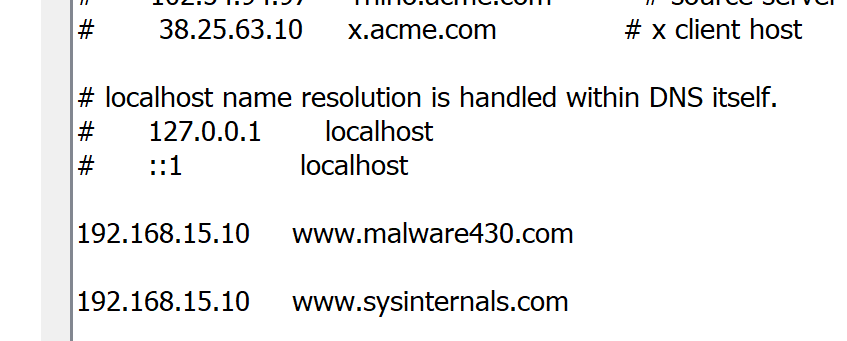 # 38.25.63.10 x.acme.com # x client host
# localhost name resolution is handled within DNS itself.
# 127.0.0.1 localhost
# ::1 localhost
192.168.15.10 www.malware430.com
192.168.15.10 www.sysinternals.com